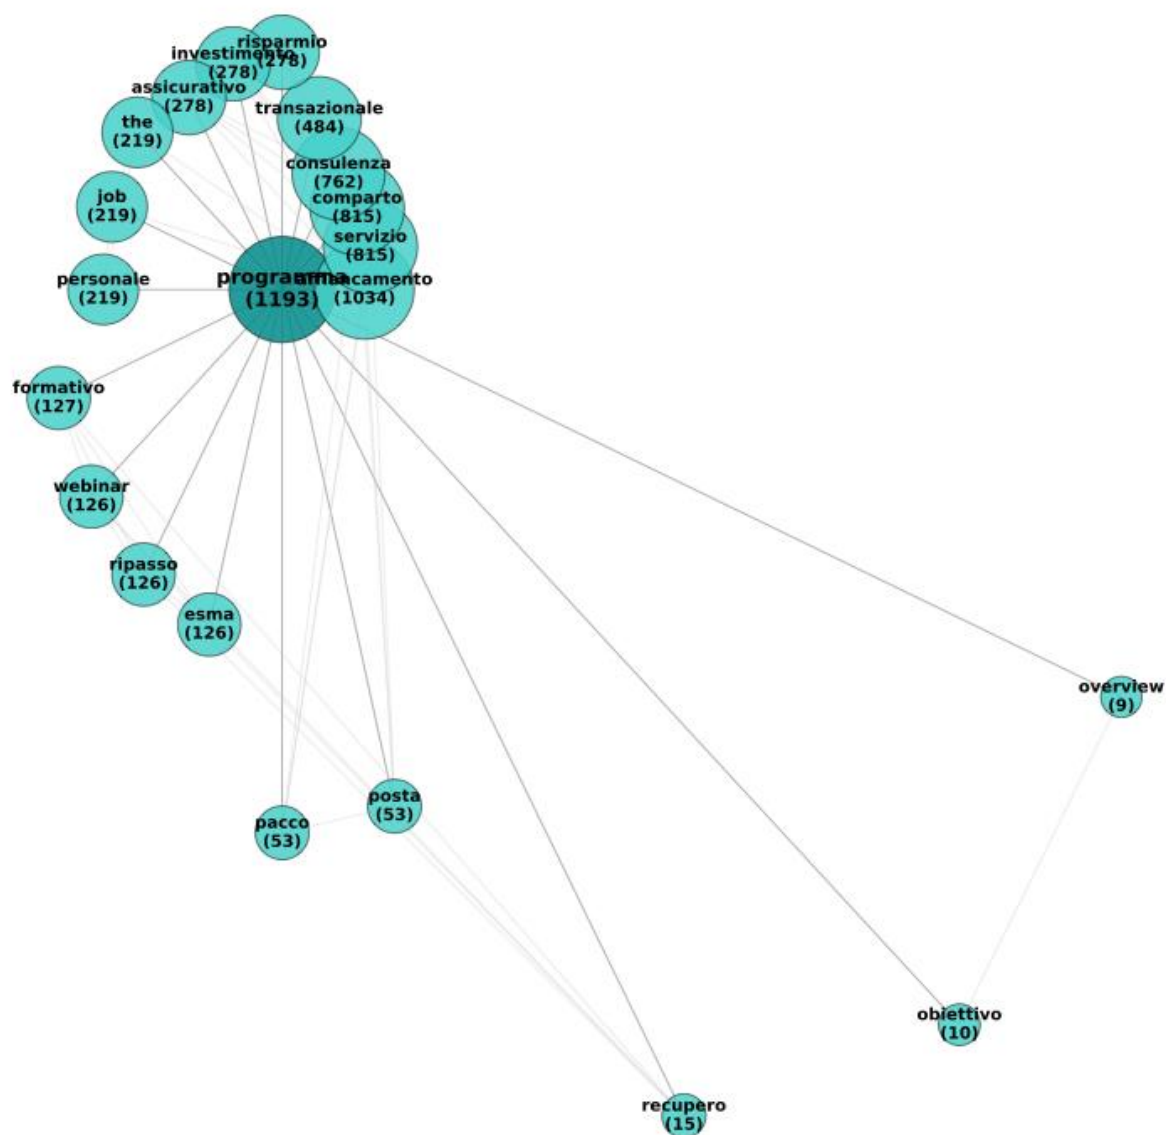 risparmio
(278)
investimento
(278)
assicurativo
(278)
transazionale
(484)
the
(219)
consulenza
(762)
job
(219)
comparto
(815)
servizio
(815)
personale
(219)
programma
(1193)
affiancamento
(1034)
formativo
(127)
webinar
(126)
ripasso
(126)
esma
(126)
overview
(9)
posta
(53)
pacco
(53)
obiettivo
(10)
recupero
(15)